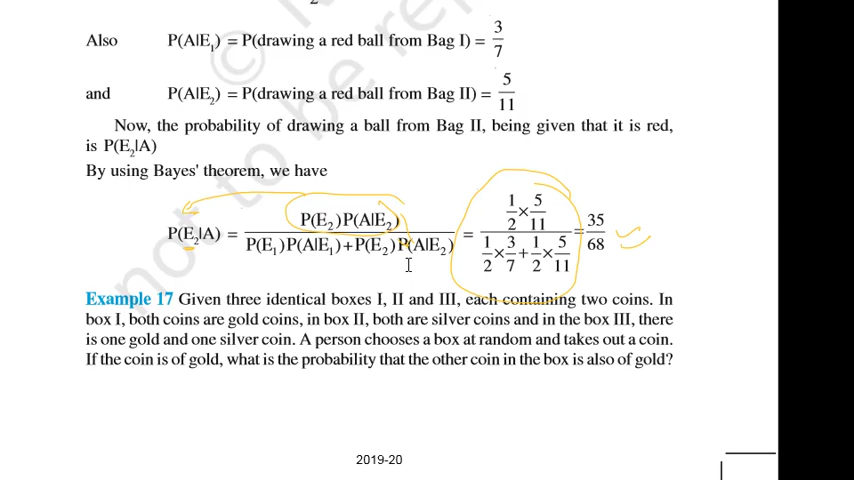 2
Also P(A|E1) = P(drawing a red ball from Bag I) = 3/7
and P(A|E2) = P(drawing a red ball from Bag II) = 5/11
Now, the probability of drawing a ball from Bag II, being given that it is red,
is P(E2|A)
By using Bayes' theorem, we have
P(E2|A) = P(E2)P(A|E2) / P(E1)P(A|E1)+P(E2)P(A|E2) = 1/2 × 5/11 / 1/2 × 3/7 + 1/2 × 5/11 = 35/68
Example 17 Given three identical boxes I, II and III, each containing two coins. In
box I, both coins are gold coins, in box II, both are silver coins and in the box III, there
is one gold and one silver coin. A person chooses a box at random and takes out a coin.
If the coin is of gold, what is the probability that the other coin in the box is also of gold?
2019-20
not to be re